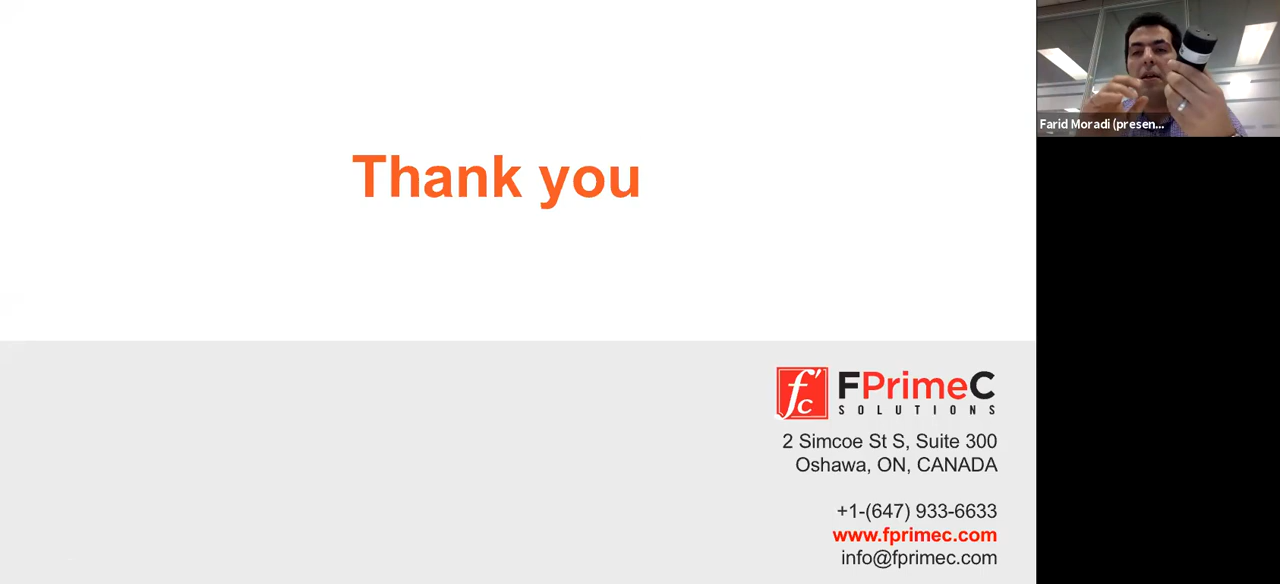 Thank you
f'c FPrimeC
SOLUTIONS
2 Simcoe St S, Suite 300
Oshawa, ON, CANADA
+1-(647) 933-6633
www.fprimec.com
info@fprimec.com
Farid Moradi (presen...